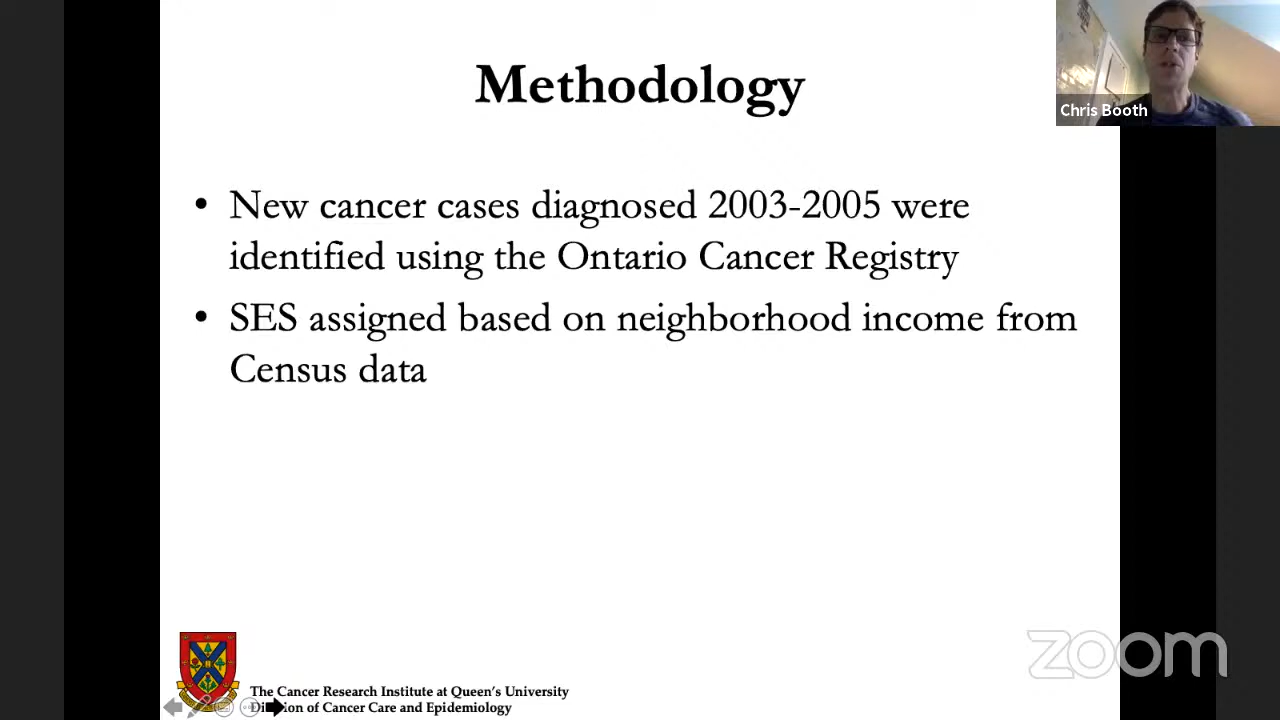 Methodology
Chris Booth
• New cancer cases diagnosed 2003-2005 were
identified using the Ontario Cancer Registry
• SES assigned based on neighborhood income from
Census data
zoom
The Cancer Research Institute at Queen's University
Division of Cancer Care and Epidemiology